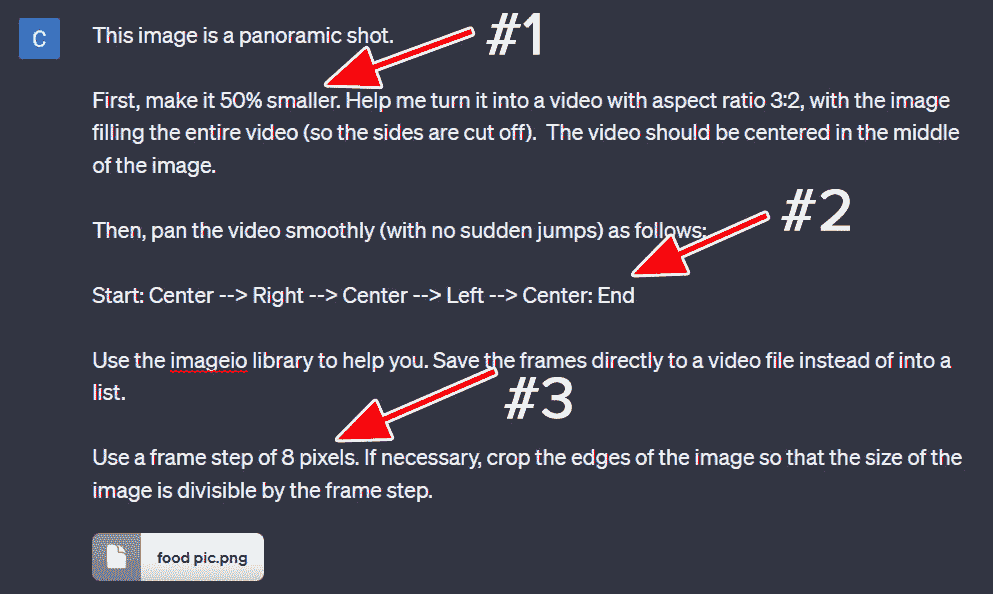 C
This image is a panoramic shot.
#1
First, make it 50% smaller. Help me turn it into a video with aspect ratio 3:2, with the image
filling the entire video (so the sides are cut off).  The video should be centered in the middle
of the image.
#2
Then, pan the video smoothly (with no sudden jumps) as follows:
Start: Center --> Right --> Center --> Left --> Center: End
Use the imageio library to help you. Save the frames directly to a video file instead of into a
list.
#3
Use a frame step of 8 pixels. If necessary, crop the edges of the image so that the size of the
image is divisible by the frame step.
food pic.png